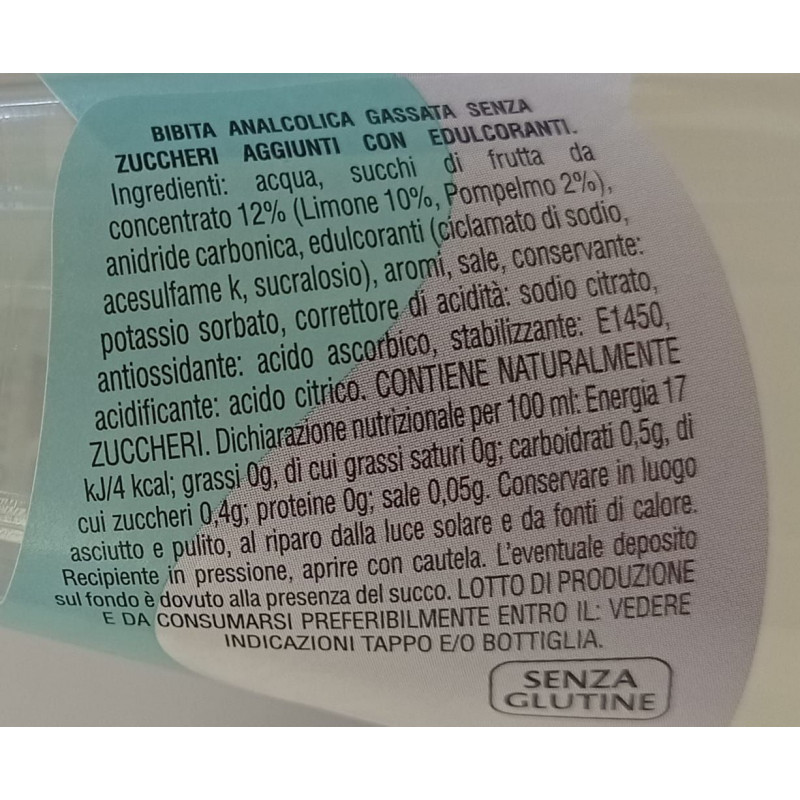 BIBITA ANALCOLICA GASSATA SENZA
ZUCCHERI AGGIUNTI CON EDULCORANTI.
Ingredienti: acqua, succhi di frutta da
concentrato 12% (Limone 10%, Pompelmo 2%),
anidride carbonica, edulcoranti (ciclamato di sodio,
acesulfame k, sucralosio), aromi, sale, conservante:
potassio sorbato, correttore di acidità: sodio citrato,
antiossidante: acido ascorbico, stabilizzante: E1450,
acidificante: acido citrico. CONTIENE NATURALMENTE
ZUCCHERI. Dichiarazione nutrizionale per 100 ml: Energia 17
kJ/4 kcal; grassi 0g, di cui grassi saturi 0g; carboidrati 0,5g, di
cui zuccheri 0,4g; proteine 0g; sale 0,05g. Conservare in luogo
asciutto e pulito, al riparo dalla luce solare e da fonti di calore.
Recipiente in pressione, aprire con cautela. L'eventuale deposito
sul fondo è dovuto alla presenza del succo. LOTTO DI PRODUZIONE
E DA CONSUMARSI PREFERIBILMENTE ENTRO IL: VEDERE
INDICAZIONI TAPPO E/O BOTTIGLIA.
SENZA
GLUTINE